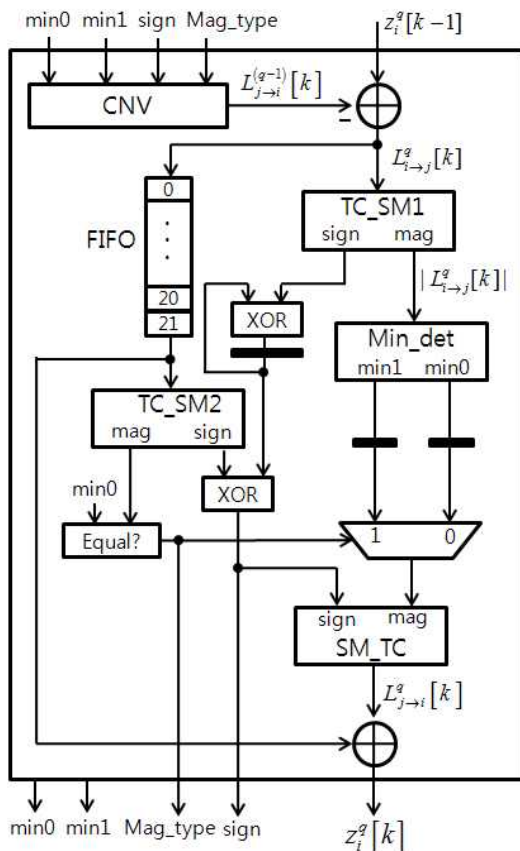 min0 min1 sign Mag_type
z_i^q[k−1]
CNV
L_{j→i}^{(q−1)}[k]
−
L_{i→j}^q[k]
0
FIFO
20
21
TC_SM1
sign mag
|L_{i→j}^q[k]|
XOR
Min_det
min1 min0
TC_SM2
mag sign
XOR
min0
Equal?
1 0
sign mag
SM_TC
L_{j→i}^q[k]
min0 min1 Mag_type sign
z_i^q[k]